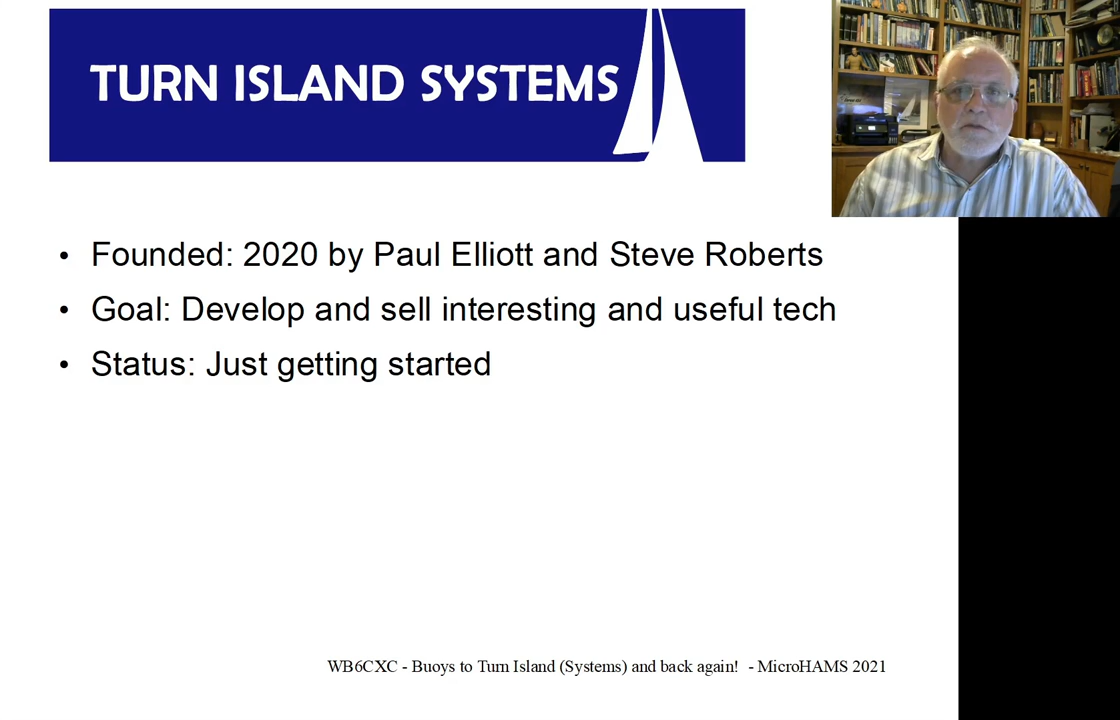 TURN ISLAND SYSTEMS
• Founded: 2020 by Paul Elliott and Steve Roberts
• Goal: Develop and sell interesting and useful tech
• Status: Just getting started
WB6CXC - Buoys to Turn Island (Systems) and back again!  - MicroHAMS 2021